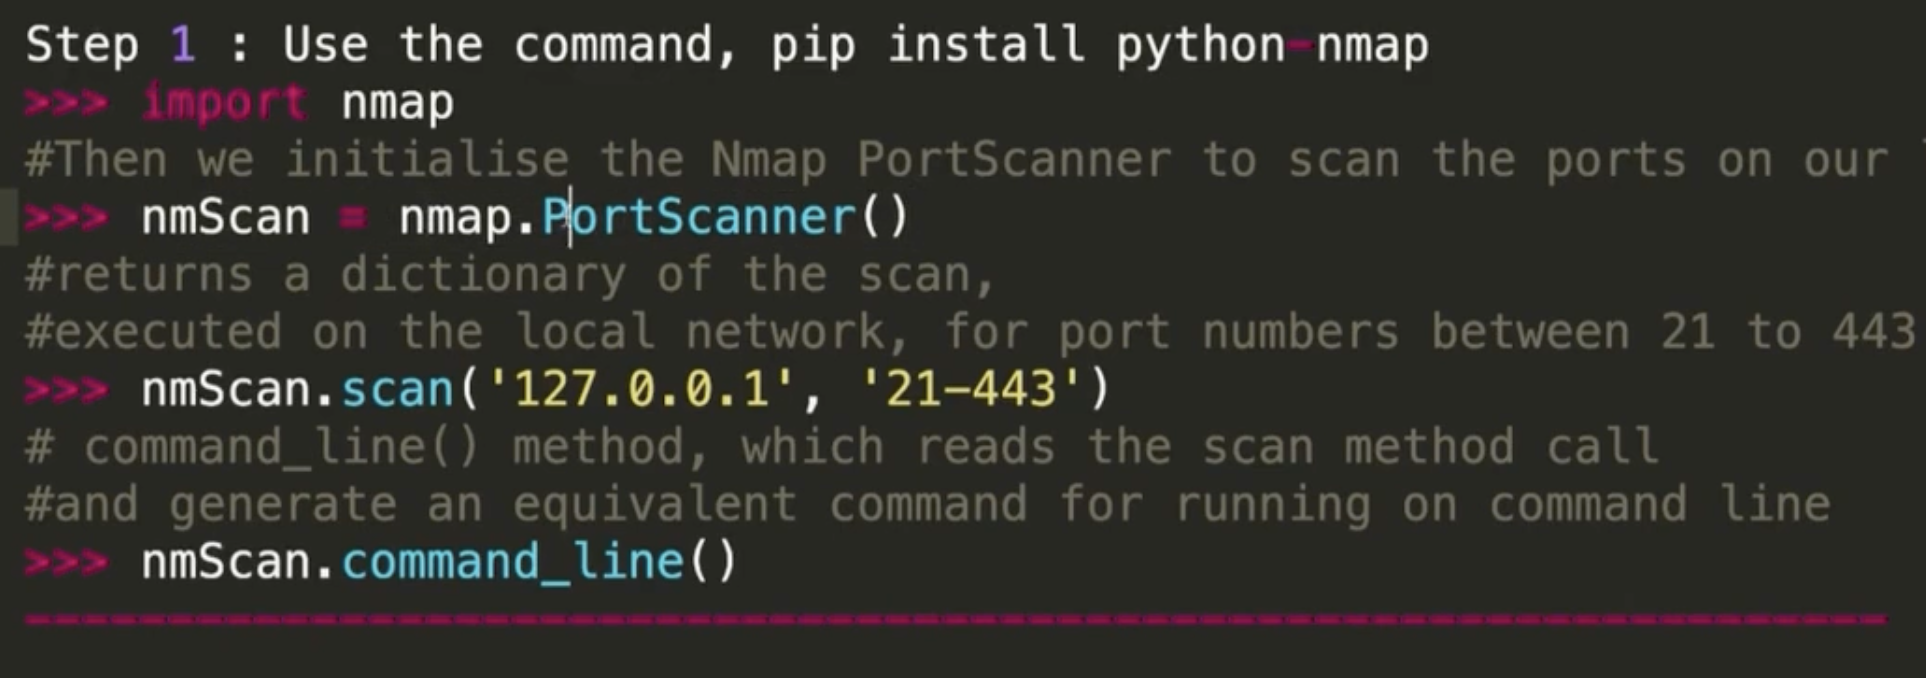 Step 1 : Use the command, pip install python-nmap
>>> import nmap
#Then we initialise the Nmap PortScanner to scan the ports on our
>>> nmScan = nmap.PortScanner()
#returns a dictionary of the scan,
#executed on the local network, for port numbers between 21 to 443
>>> nmScan.scan('127.0.0.1', '21-443')
# command_line() method, which reads the scan method call
#and generate an equivalent command for running on command line
>>> nmScan.command_line()
-----------------------------------------------------------------